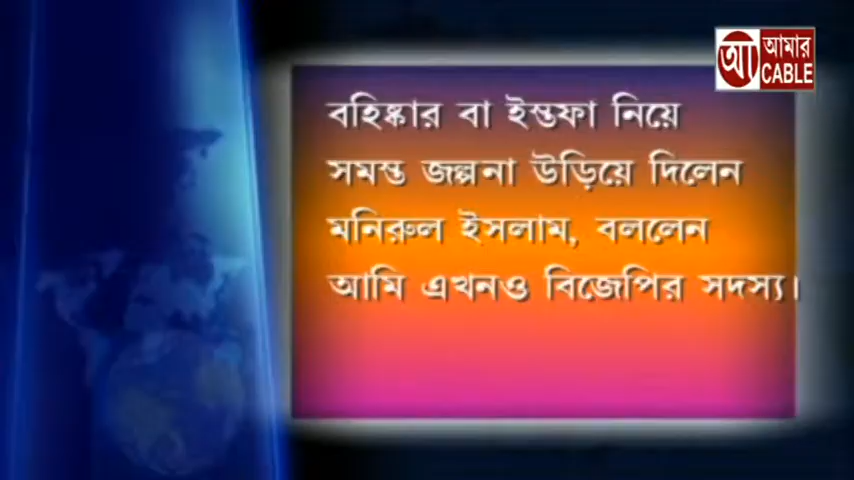 আ আমার
CABLE
বহিষ্কার বা ইস্তফা নিয়ে
সমস্ত জল্পনা উড়িয়ে দিলেন
মনিরুল ইসলাম, বললেন
আমি এখনও বিজেপির সদস্য।